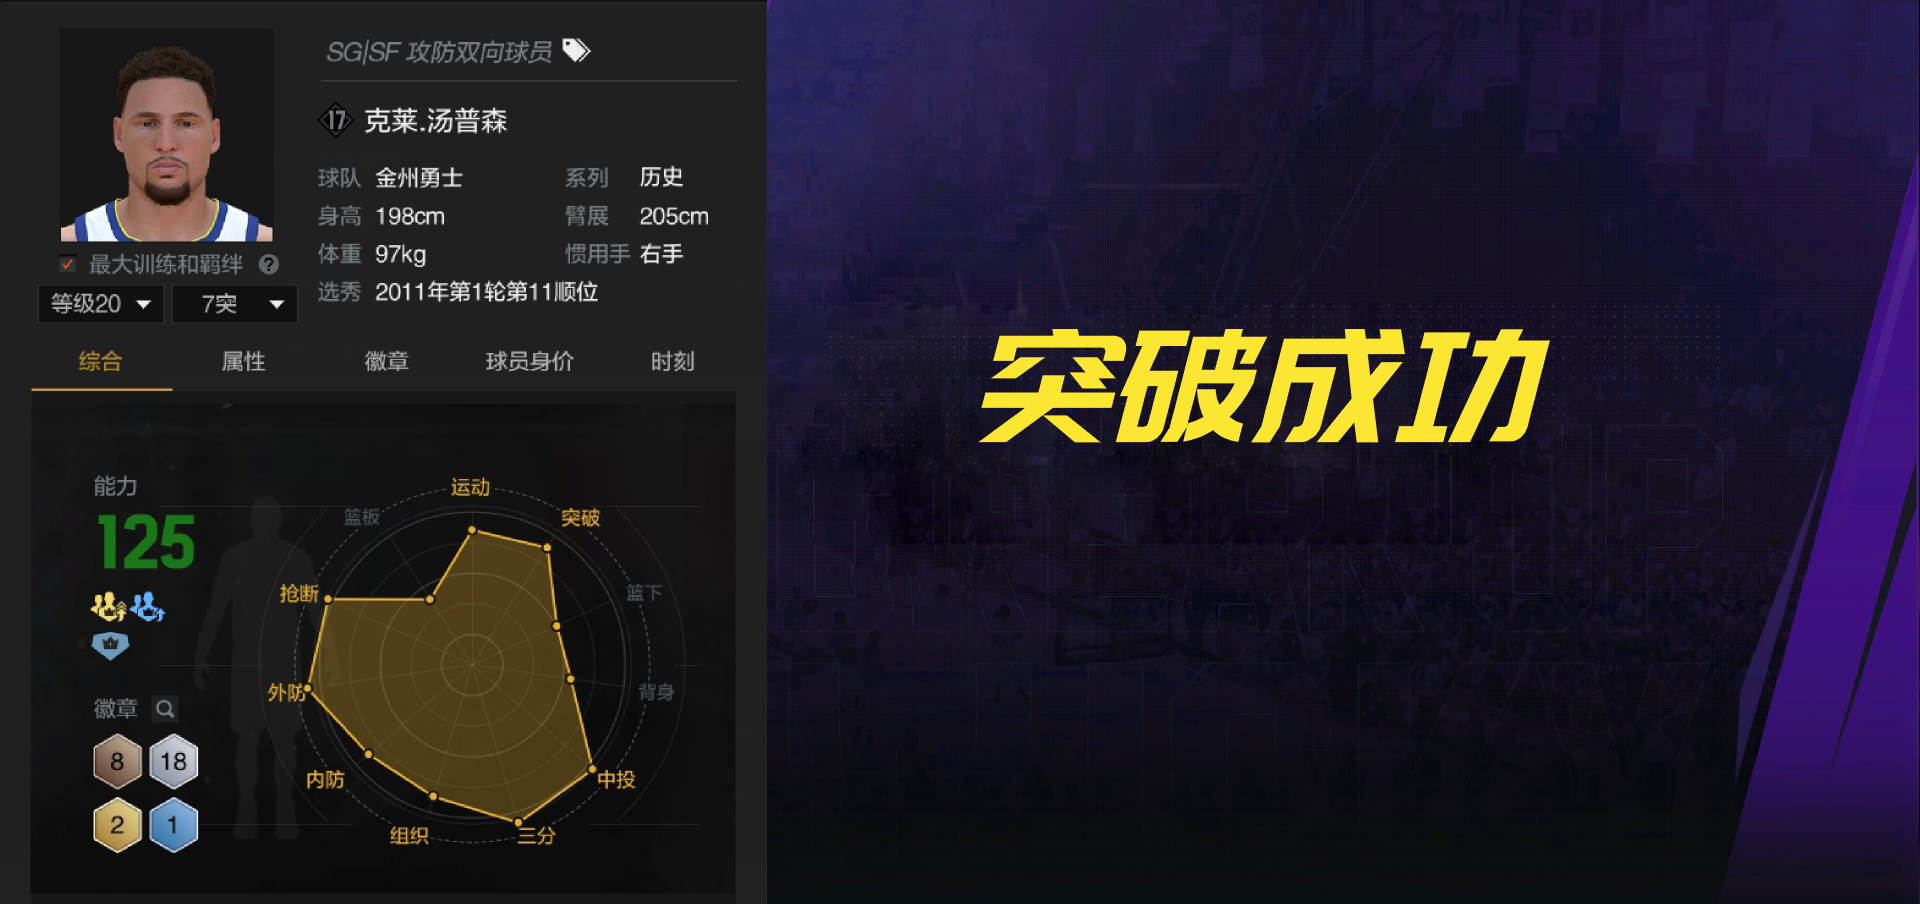 SG|SF 攻防双向球员
17 克莱.汤普森
球队 金州勇士 系列 历史
身高 198cm 臂展 205cm
体重 97kg 惯用手 右手
选秀 2011年第1轮第11顺位
最大训练和羁绊 ?
等级20 7突
综合 属性 徽章 球员身价 时刻
能力
125
徽章
8 18
2 1
运动
突破
篮板
篮下
抢断
背身
外防
内防
中投
组织
三分
突破成功